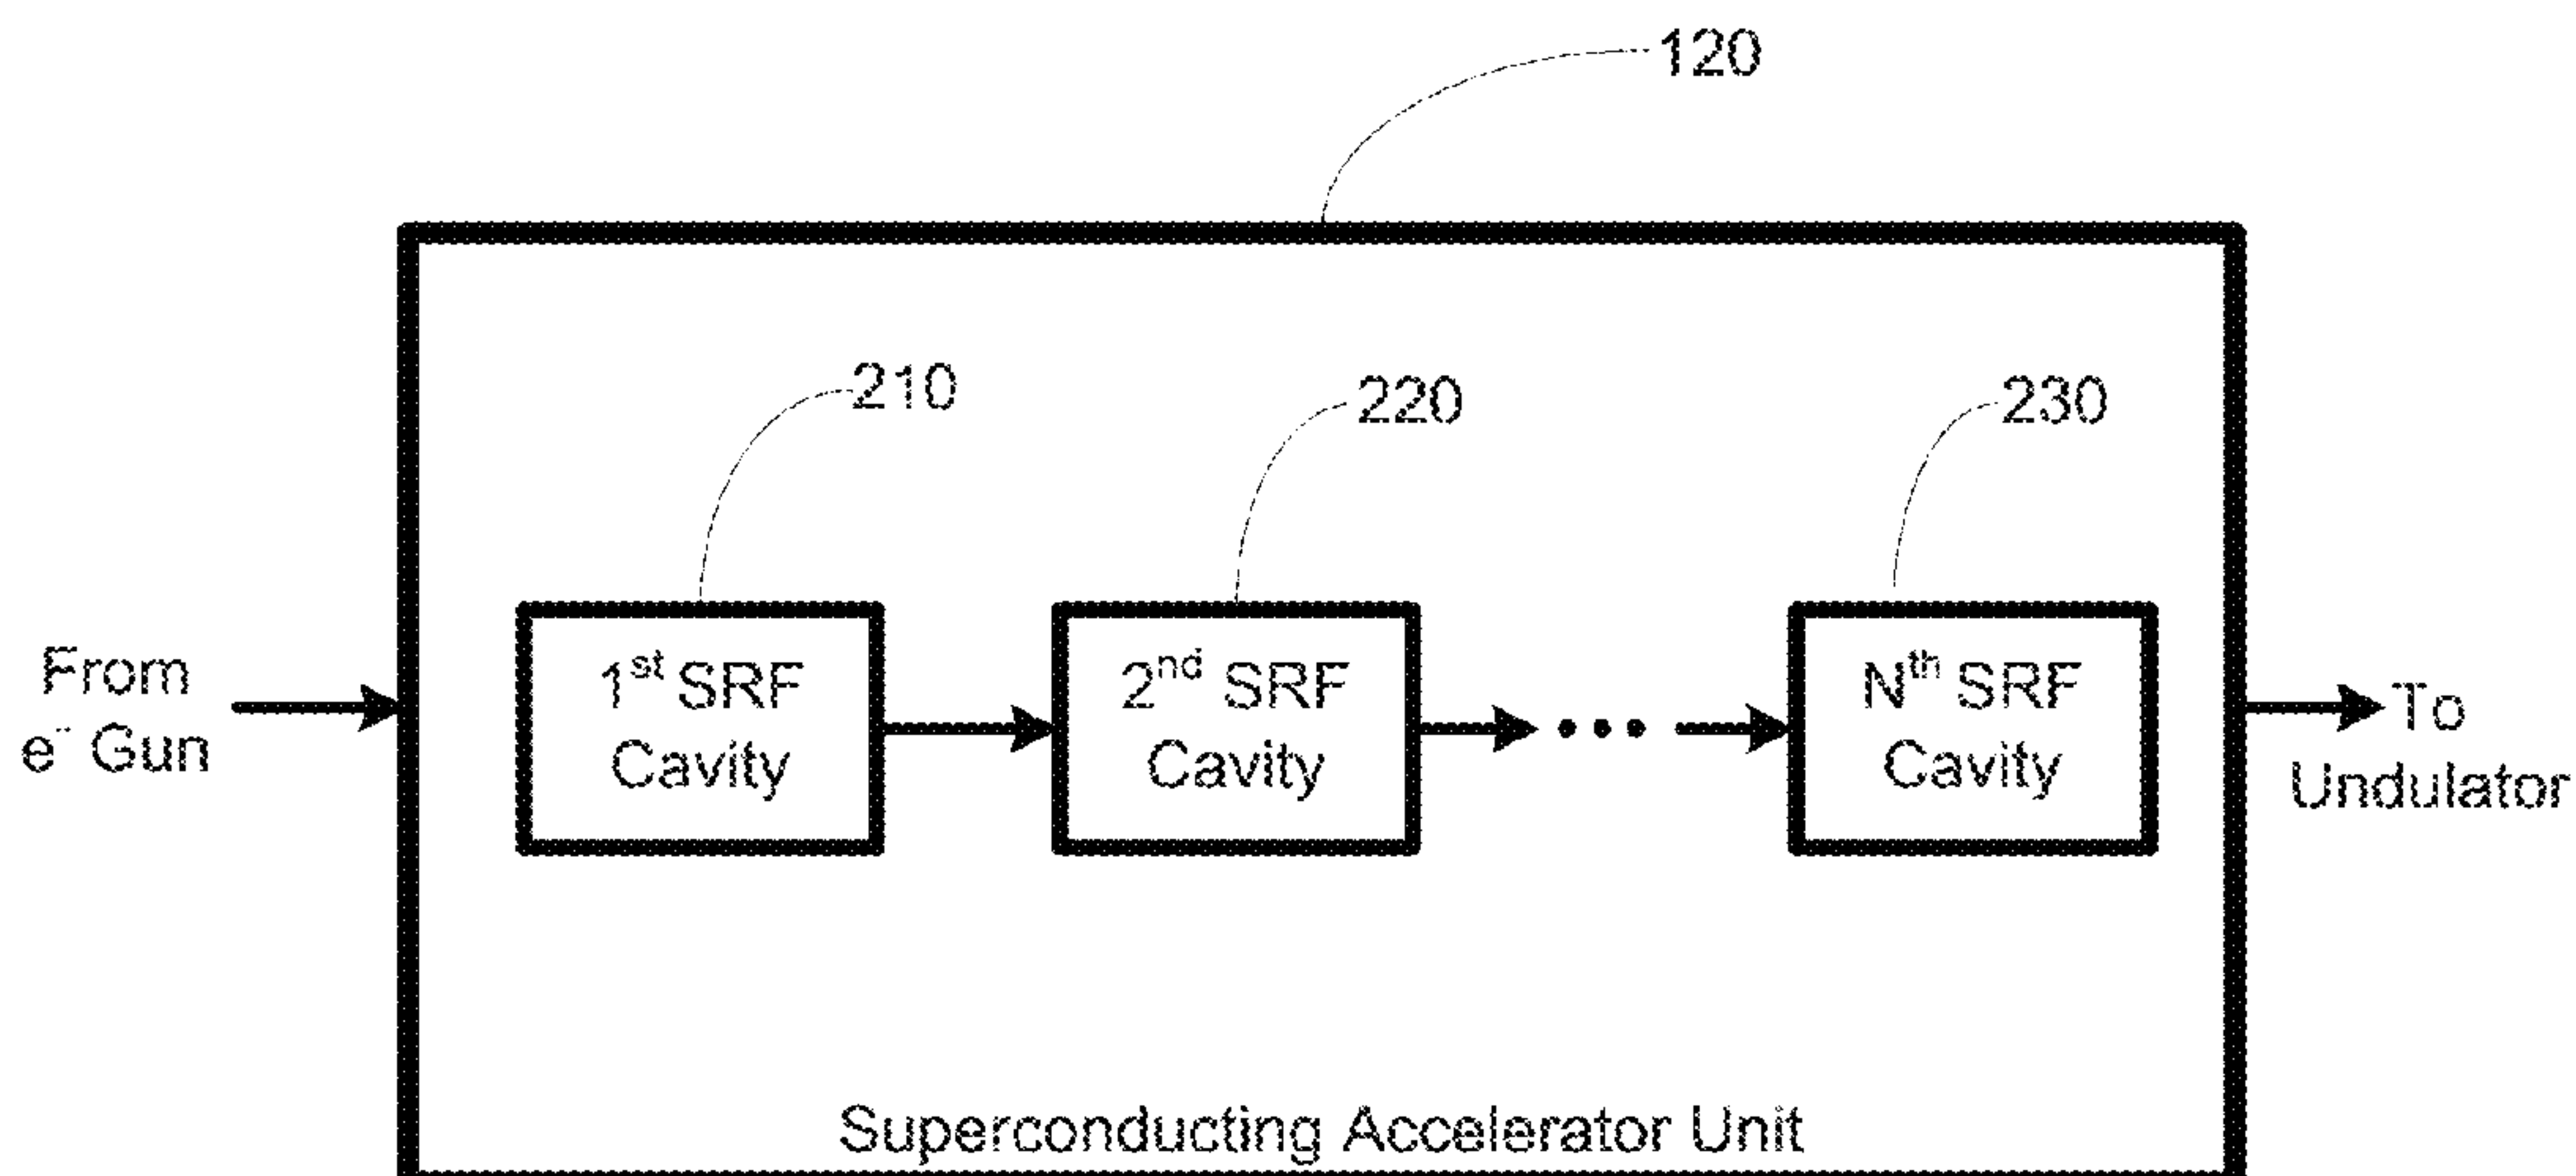 120
210
220
230
From
e⁻ Gun
1st SRF
Cavity
2nd SRF
Cavity
Nth SRF
Cavity
To
Undulator
Superconducting Accelerator Unit